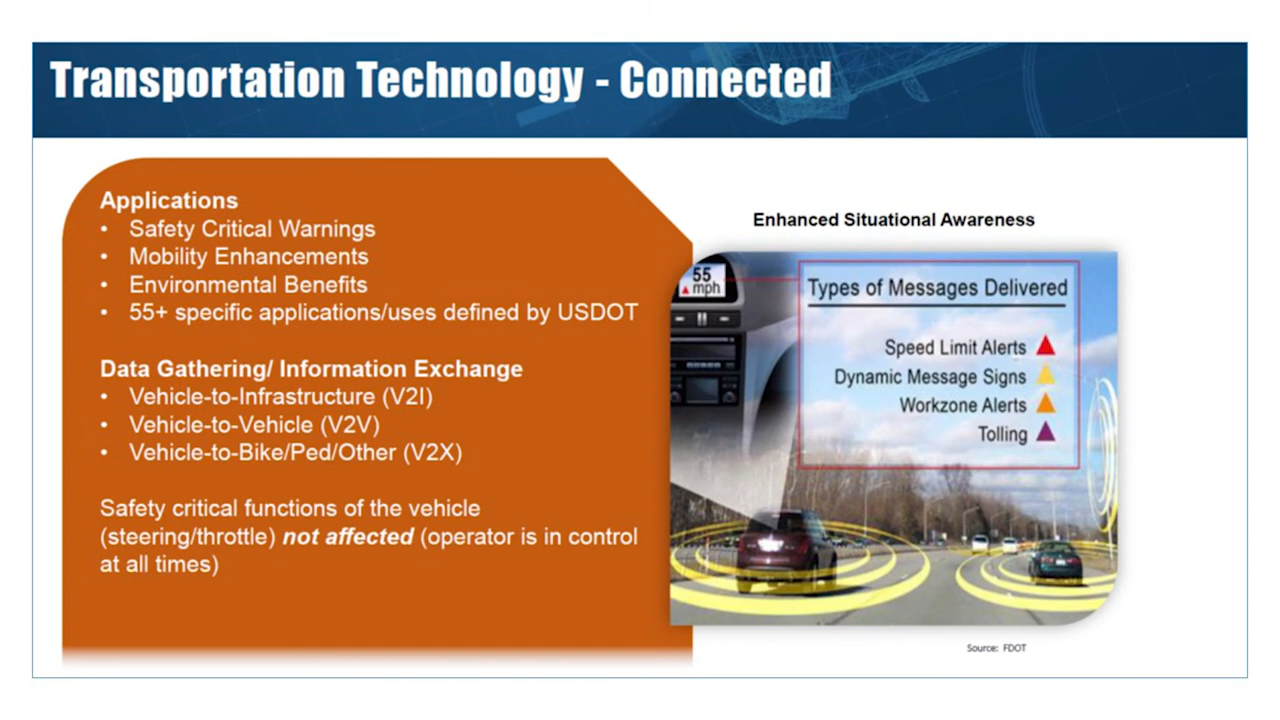 Transportation Technology - Connected
Applications
• Safety Critical Warnings
• Mobility Enhancements
• Environmental Benefits
• 55+ specific applications/uses defined by USDOT
Data Gathering/ Information Exchange
• Vehicle-to-Infrastructure (V2I)
• Vehicle-to-Vehicle (V2V)
• Vehicle-to-Bike/Ped/Other (V2X)
Safety critical functions of the vehicle
(steering/throttle) not affected (operator is in control
at all times)
Enhanced Situational Awareness
55
mph
Types of Messages Delivered
Speed Limit Alerts
Dynamic Message Signs
Workzone Alerts
Tolling
Source: FDOT